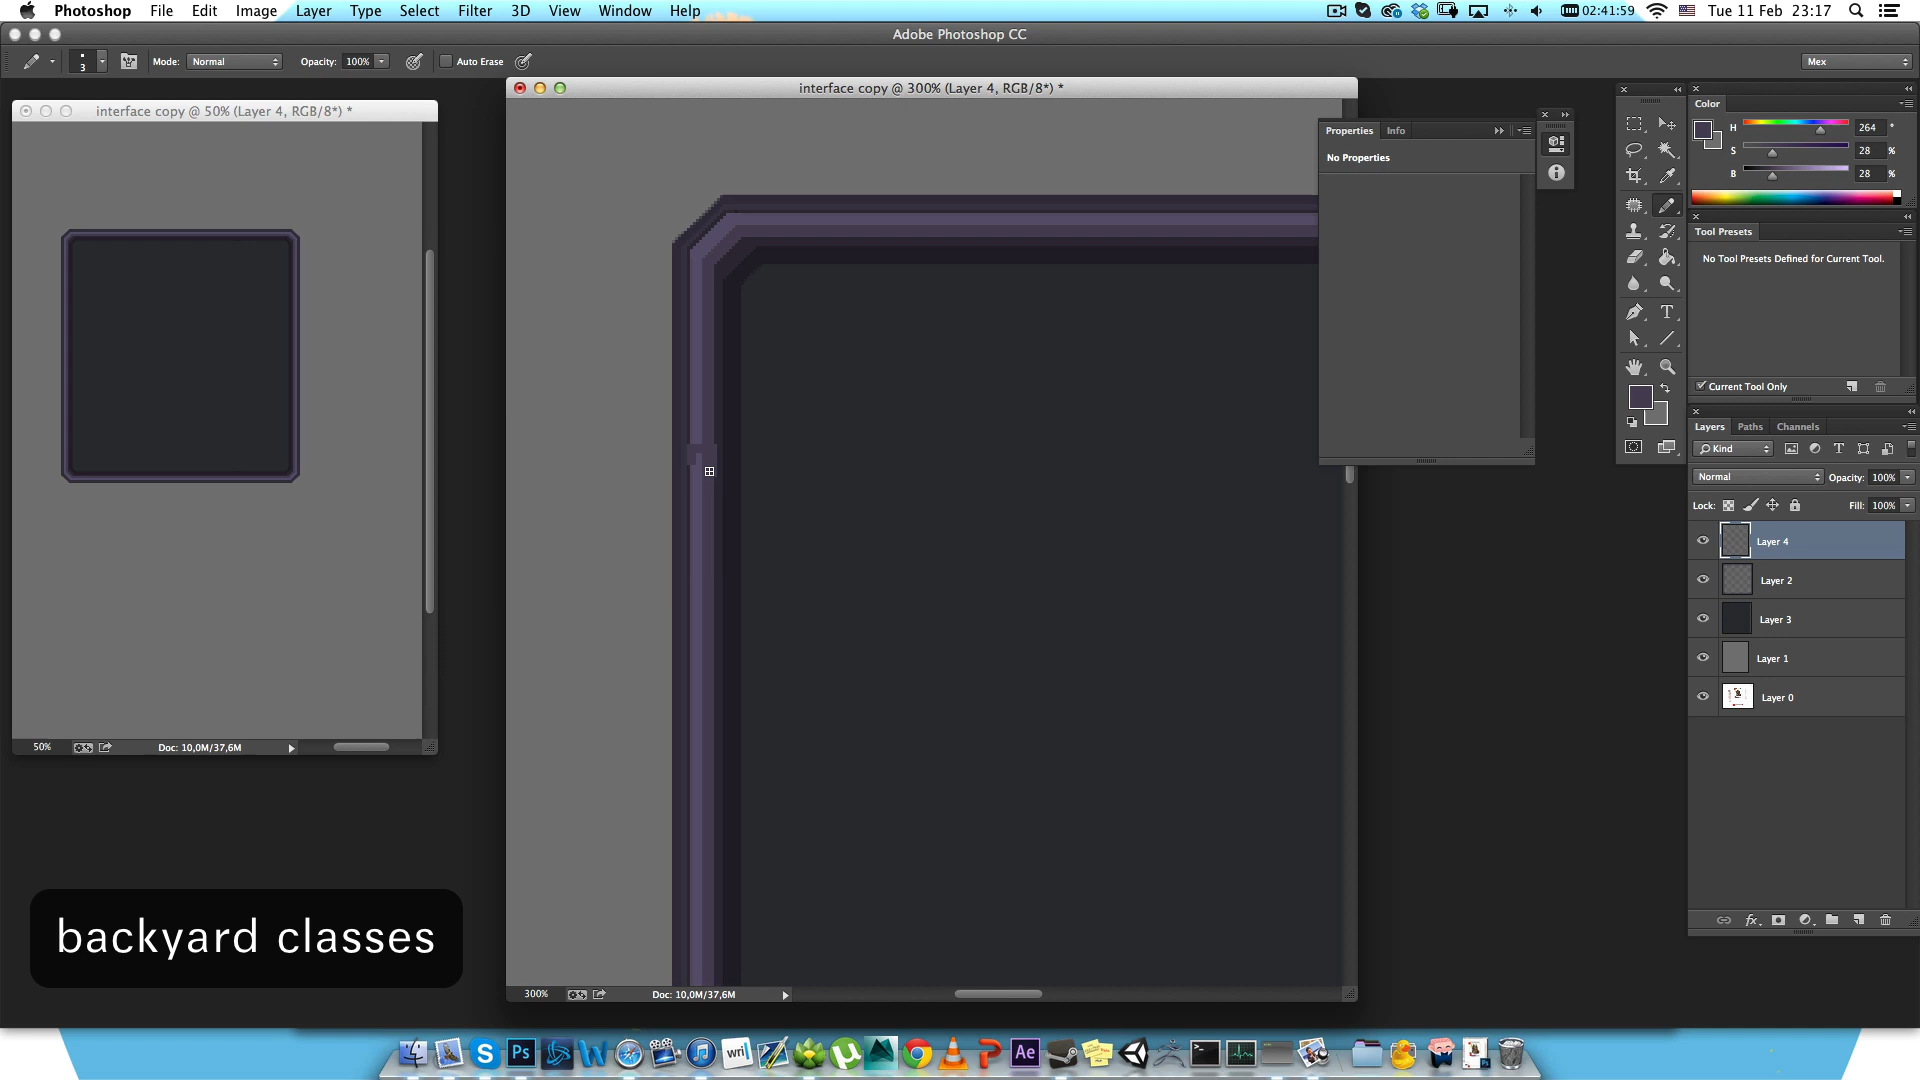 Photoshop File Edit Image Layer Type Select Filter 3D View Window Help 02:41:59 Tue 11 Feb 23:17
Adobe Photoshop CC
3 Mode: Normal Opacity: 100% Auto Erase Mex
interface copy @ 50% (Layer 4, RGB/8*) *
interface copy @ 300% (Layer 4, RGB/8*) *
Properties Info
No Properties
Color
H 264 °
S 28 %
B 28 %
Tool Presets
No Tool Presets Defined for Current Tool.
Current Tool Only
Layers Paths Channels
Kind
Normal Opacity: 100%
Lock: Fill: 100%
Layer 4
Layer 2
Layer 3
Layer 1
Layer 0
fx
50% Doc: 10,0M/37,6M
300% Doc: 10,0M/37,6M
backyard classes
S Ps W wri Ae